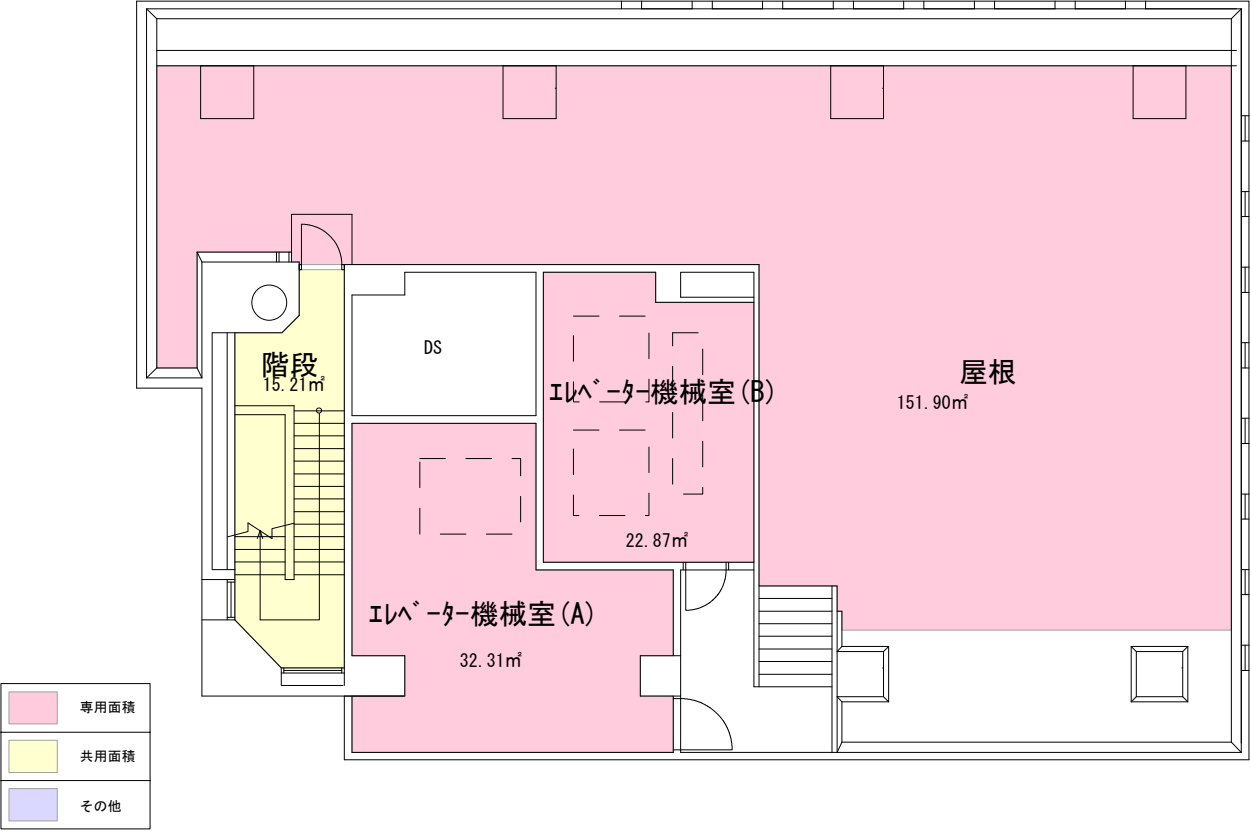 階段
15.21㎡
DS
エレベーター機械室(B)
22.87㎡
屋根
151.90㎡
エレベーター機械室(A)
32.31㎡
専用面積
共用面積
その他